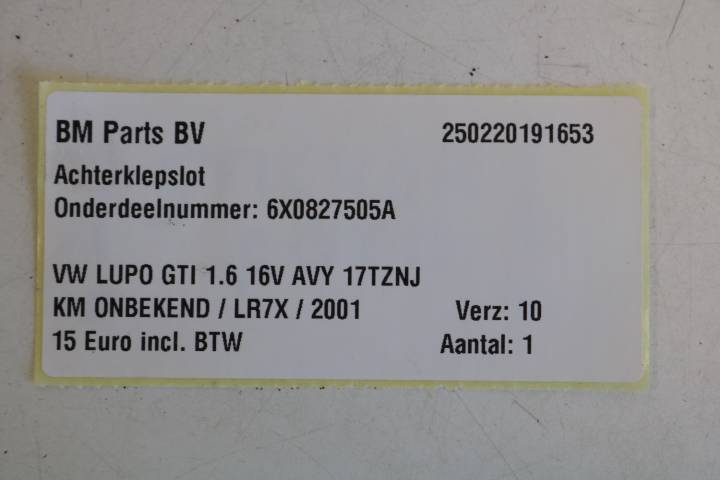 BM Parts BV 250220191653
Achterklepslot
Onderdeelnummer: 6X0827505A
VW LUPO GTI 1.6 16V AVY 17TZNJ
KM ONBEKEND / LR7X / 2001 Verz: 10
15 Euro incl. BTW Aantal: 1